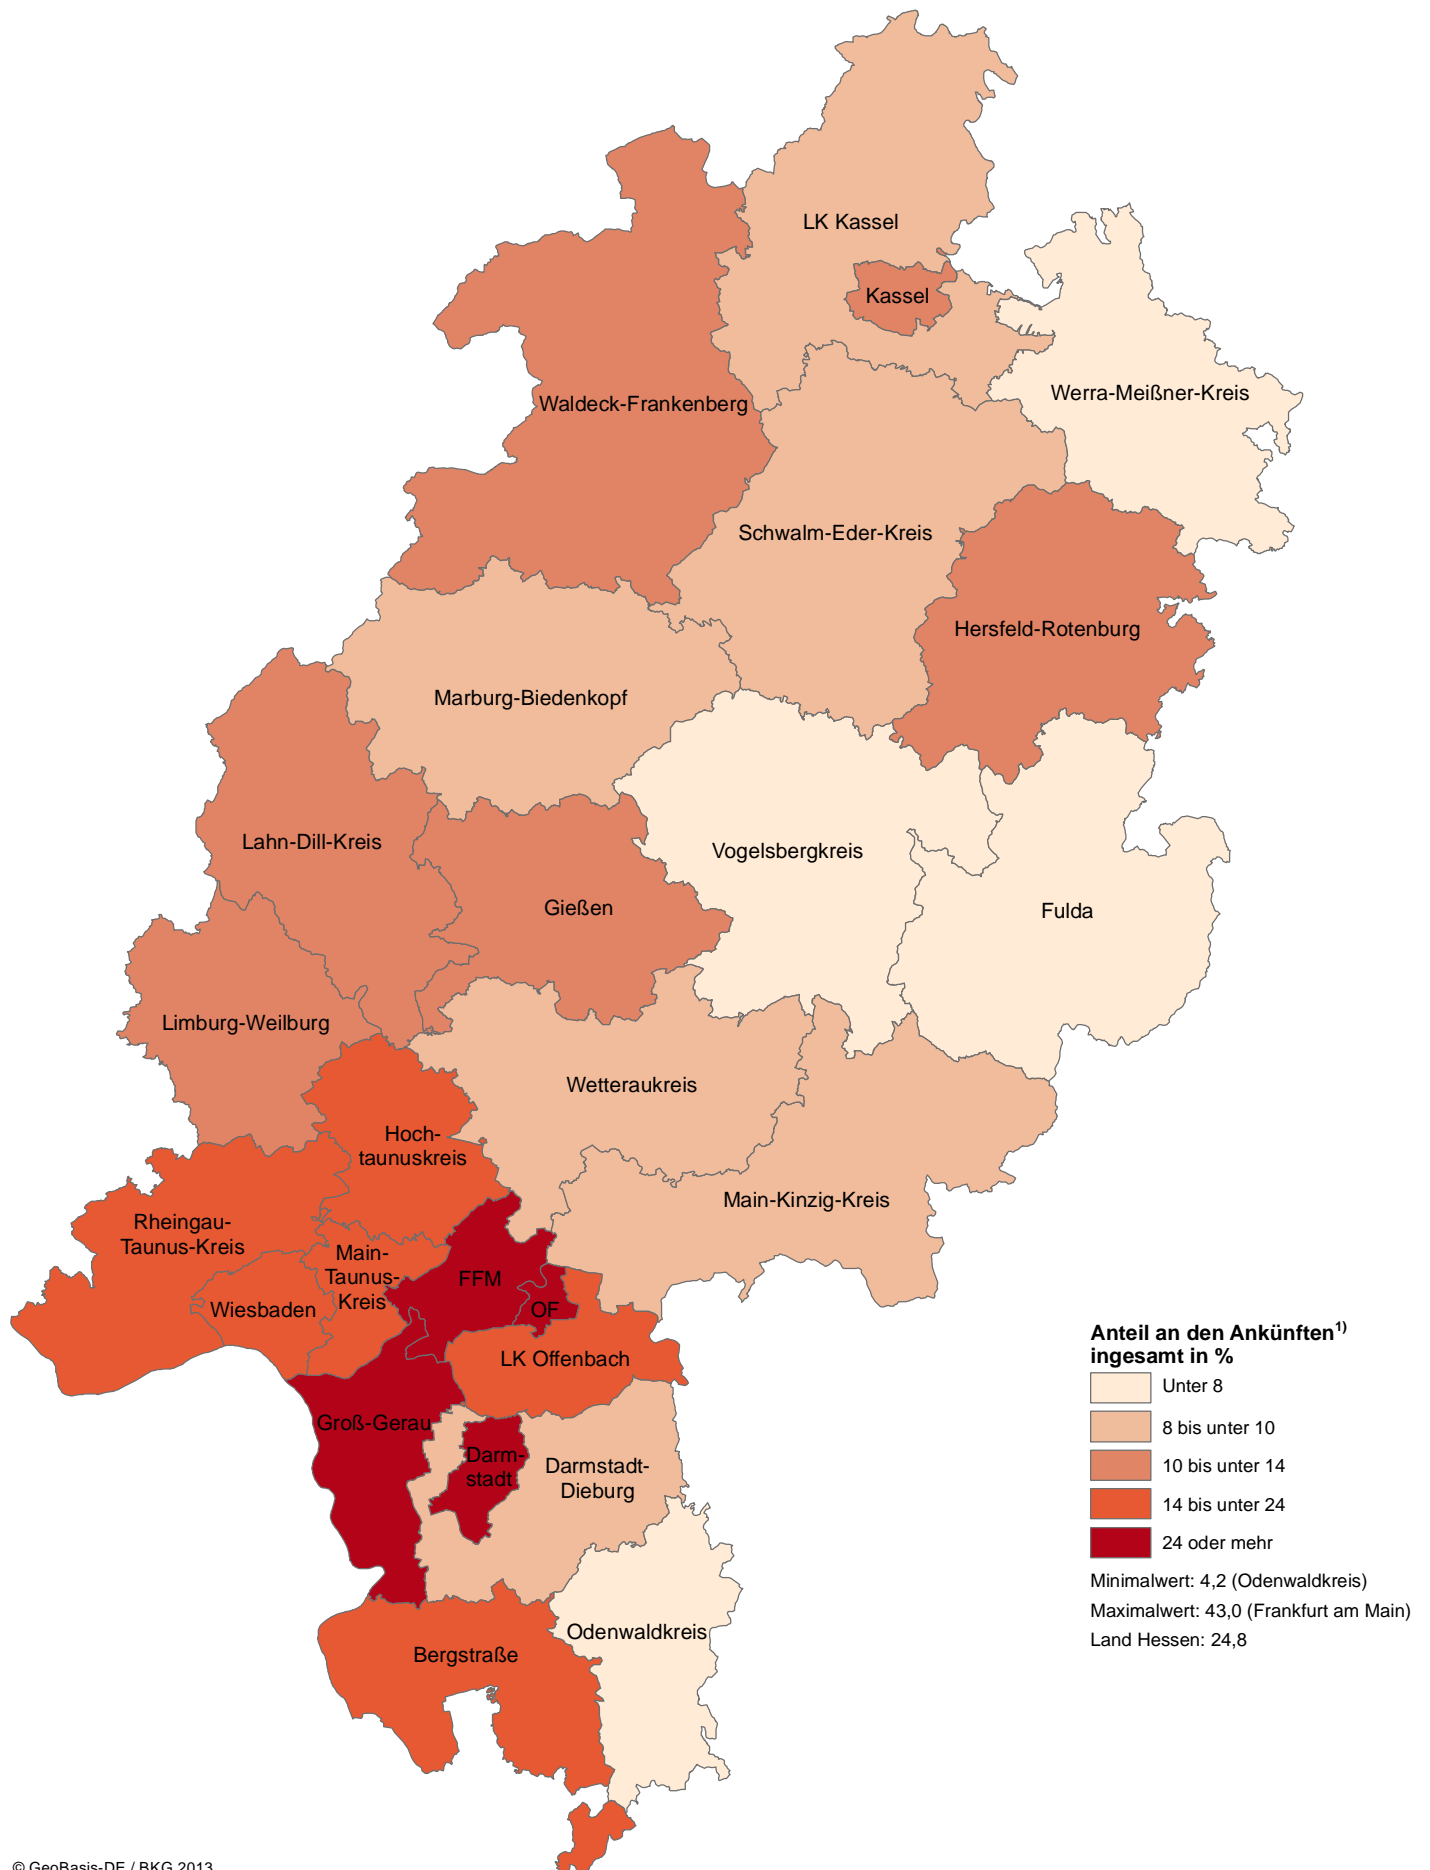 LK Kassel
Kassel
Werra-Meißner-Kreis
Waldeck-Frankenberg
Schwalm-Eder-Kreis
Hersfeld-Rotenburg
Marburg-Biedenkopf
Lahn-Dill-Kreis
Vogelsbergkreis
Gießen
Fulda
Limburg-Weilburg
Wetteraukreis
Hoch-
taunuskreis
Main-Kinzig-Kreis
Rheingau-
Taunus-Kreis
Main-
Taunus-
Kreis
FFM
Wiesbaden
OF
LK Offenbach
Groß-Gerau
Darm-
stadt
Darmstadt-
Dieburg
Odenwaldkreis
Bergstraße
Anteil an den Ankünften1)
ingesamt in %
Unter 8
8 bis unter 10
10 bis unter 14
14 bis unter 24
24 oder mehr
Minimalwert: 4,2 (Odenwaldkreis)
Maximalwert: 43,0 (Frankfurt am Main)
Land Hessen: 24,8
© GeoBasis-DE / BKG 2013